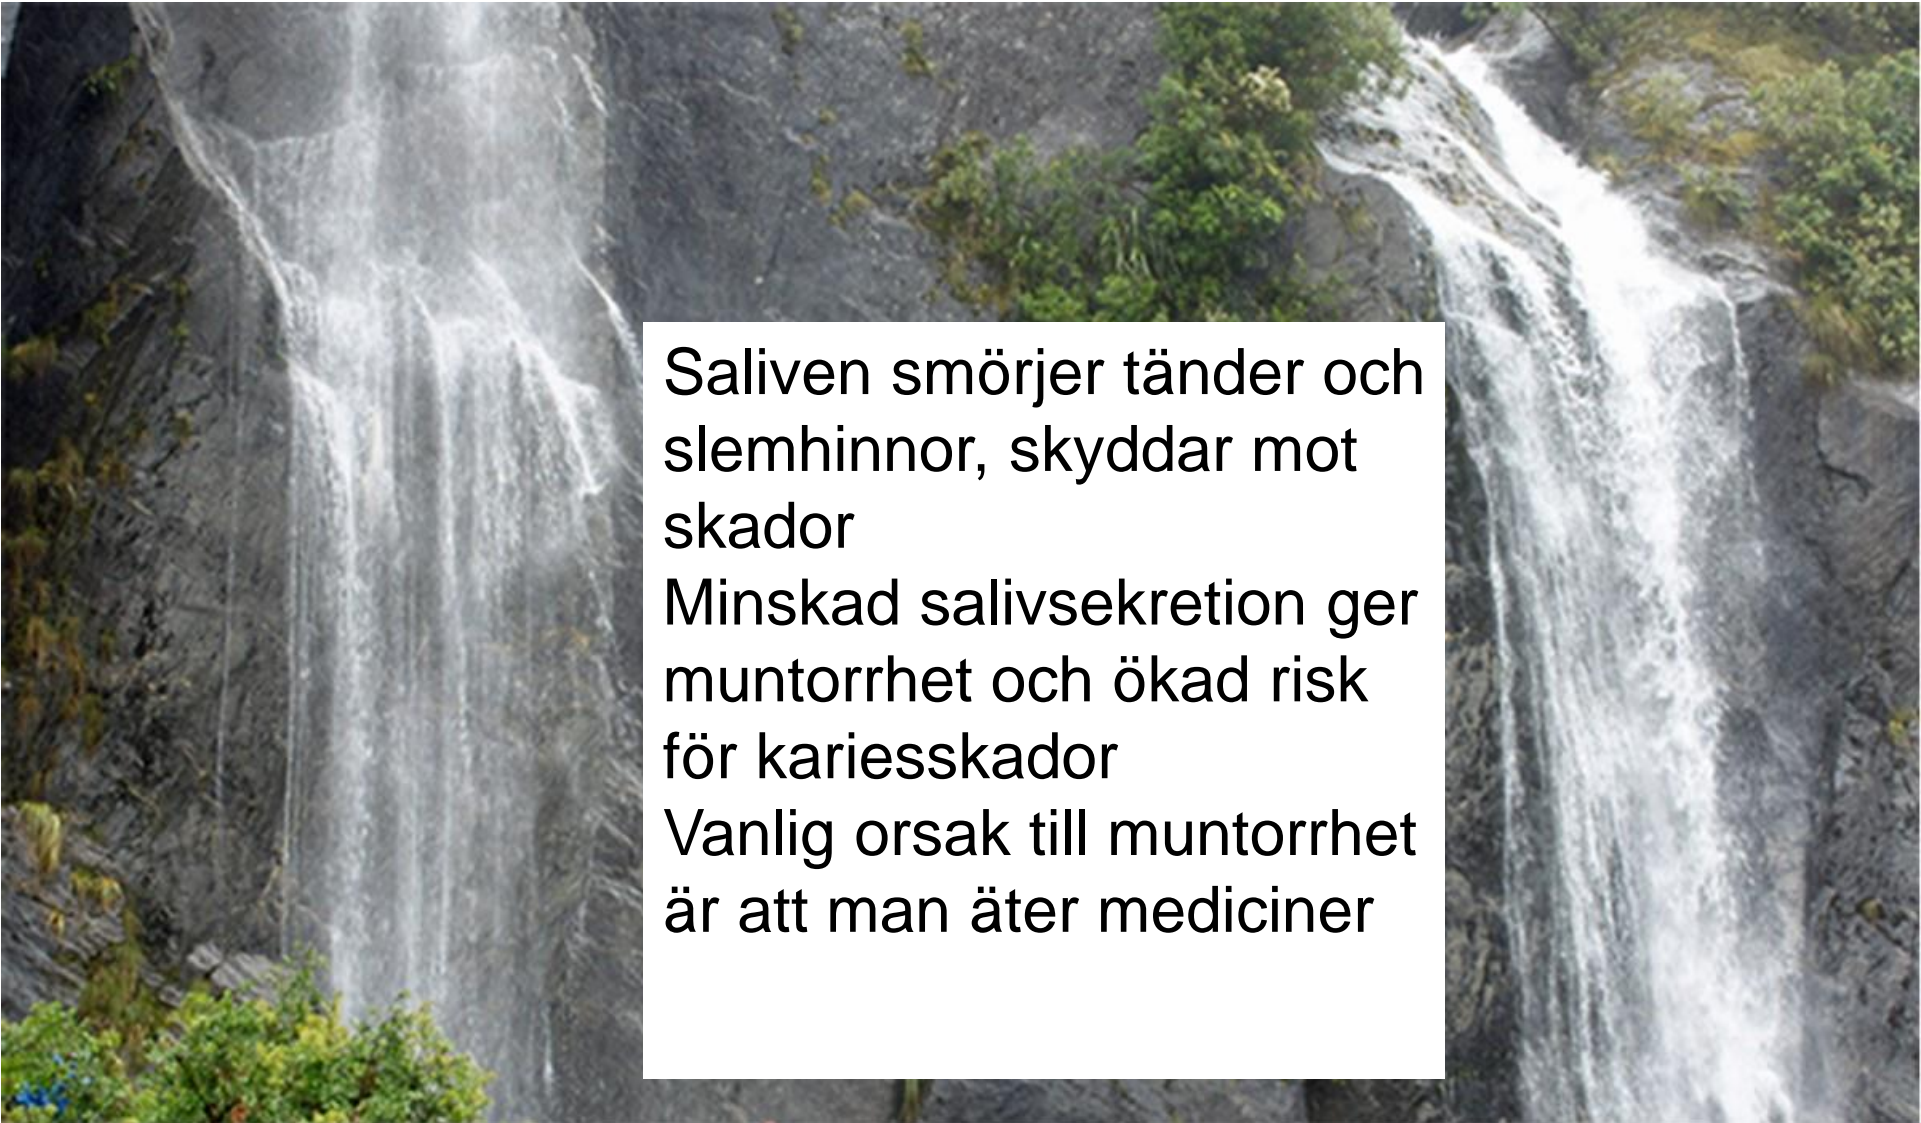 Saliven smörjer tänder och
slemhinnor, skyddar mot
skador
Minskad salivsekretion ger
muntorrhet och ökad risk
för kariesskador
Vanlig orsak till muntorrhet
är att man äter mediciner